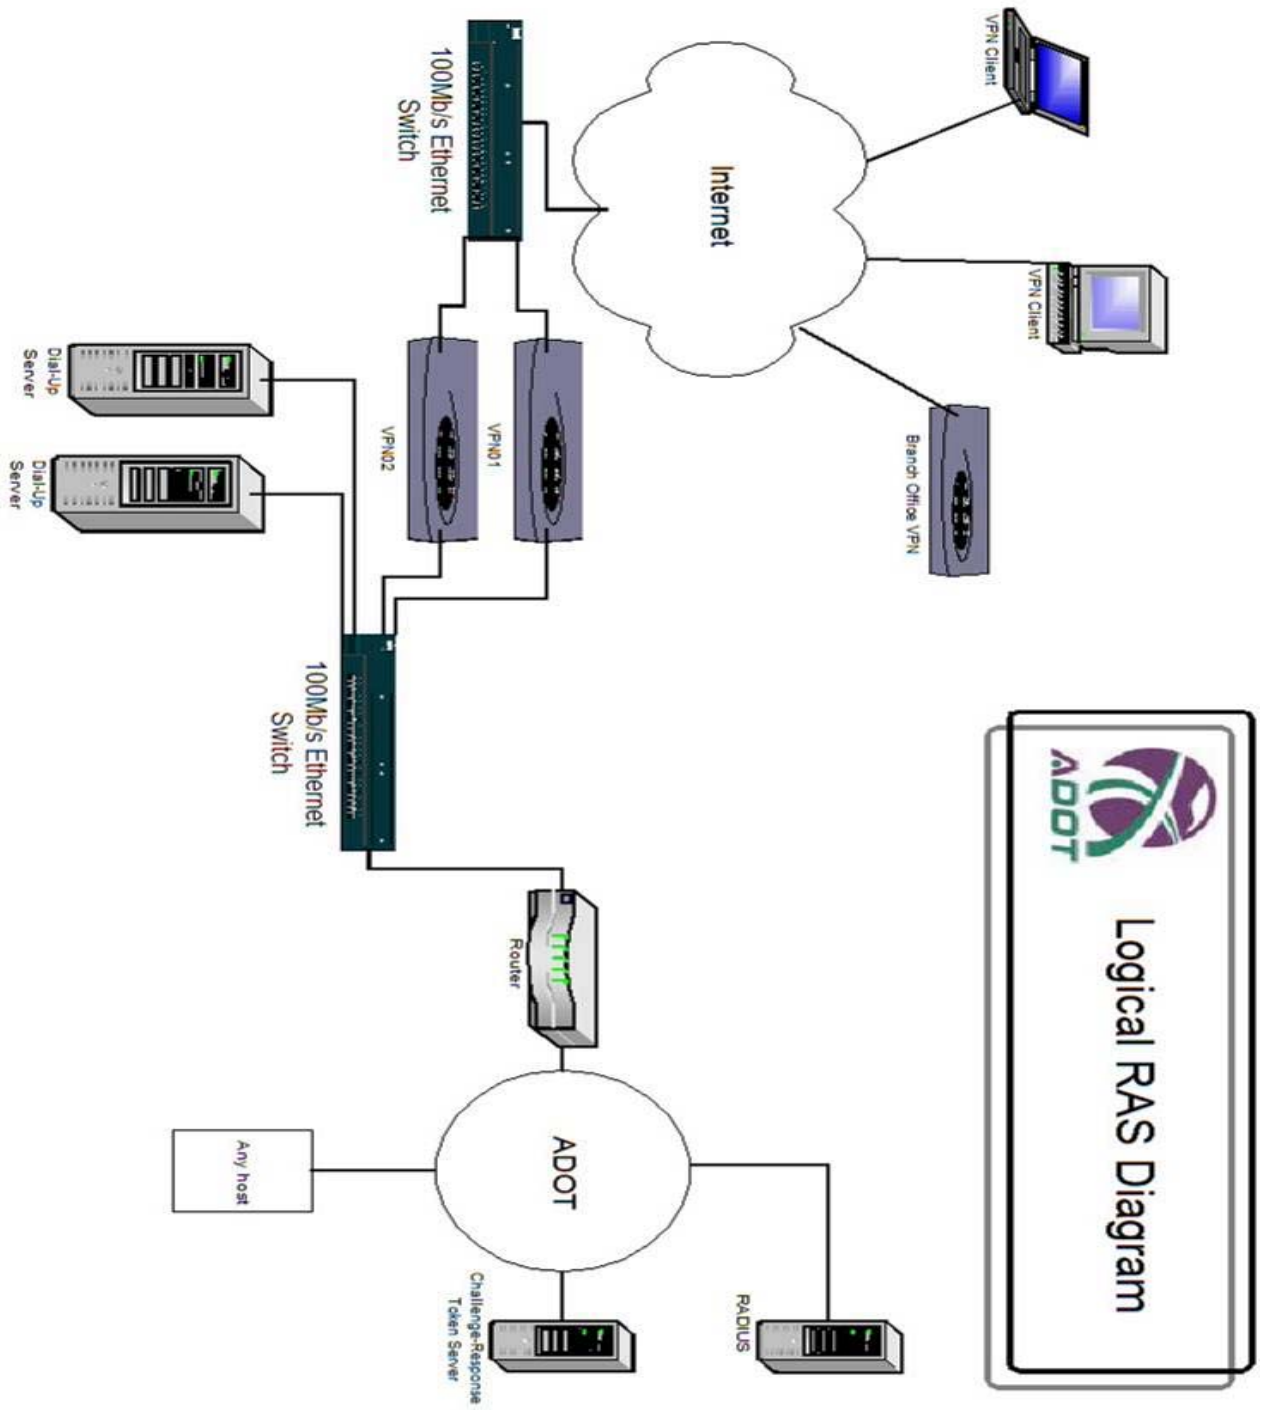 ADOT
Logical RAS Diagram
VPN Client
VPN Client
Branch Office VPN
Internet
100Mb/s Ethernet
Switch
VPN01
VPN02
Dial-Up
Server
Dial-Up
Server
100Mb/s Ethernet
Switch
Router
ADOT
RADIUS
Challenge-Response
Token Server
Any host